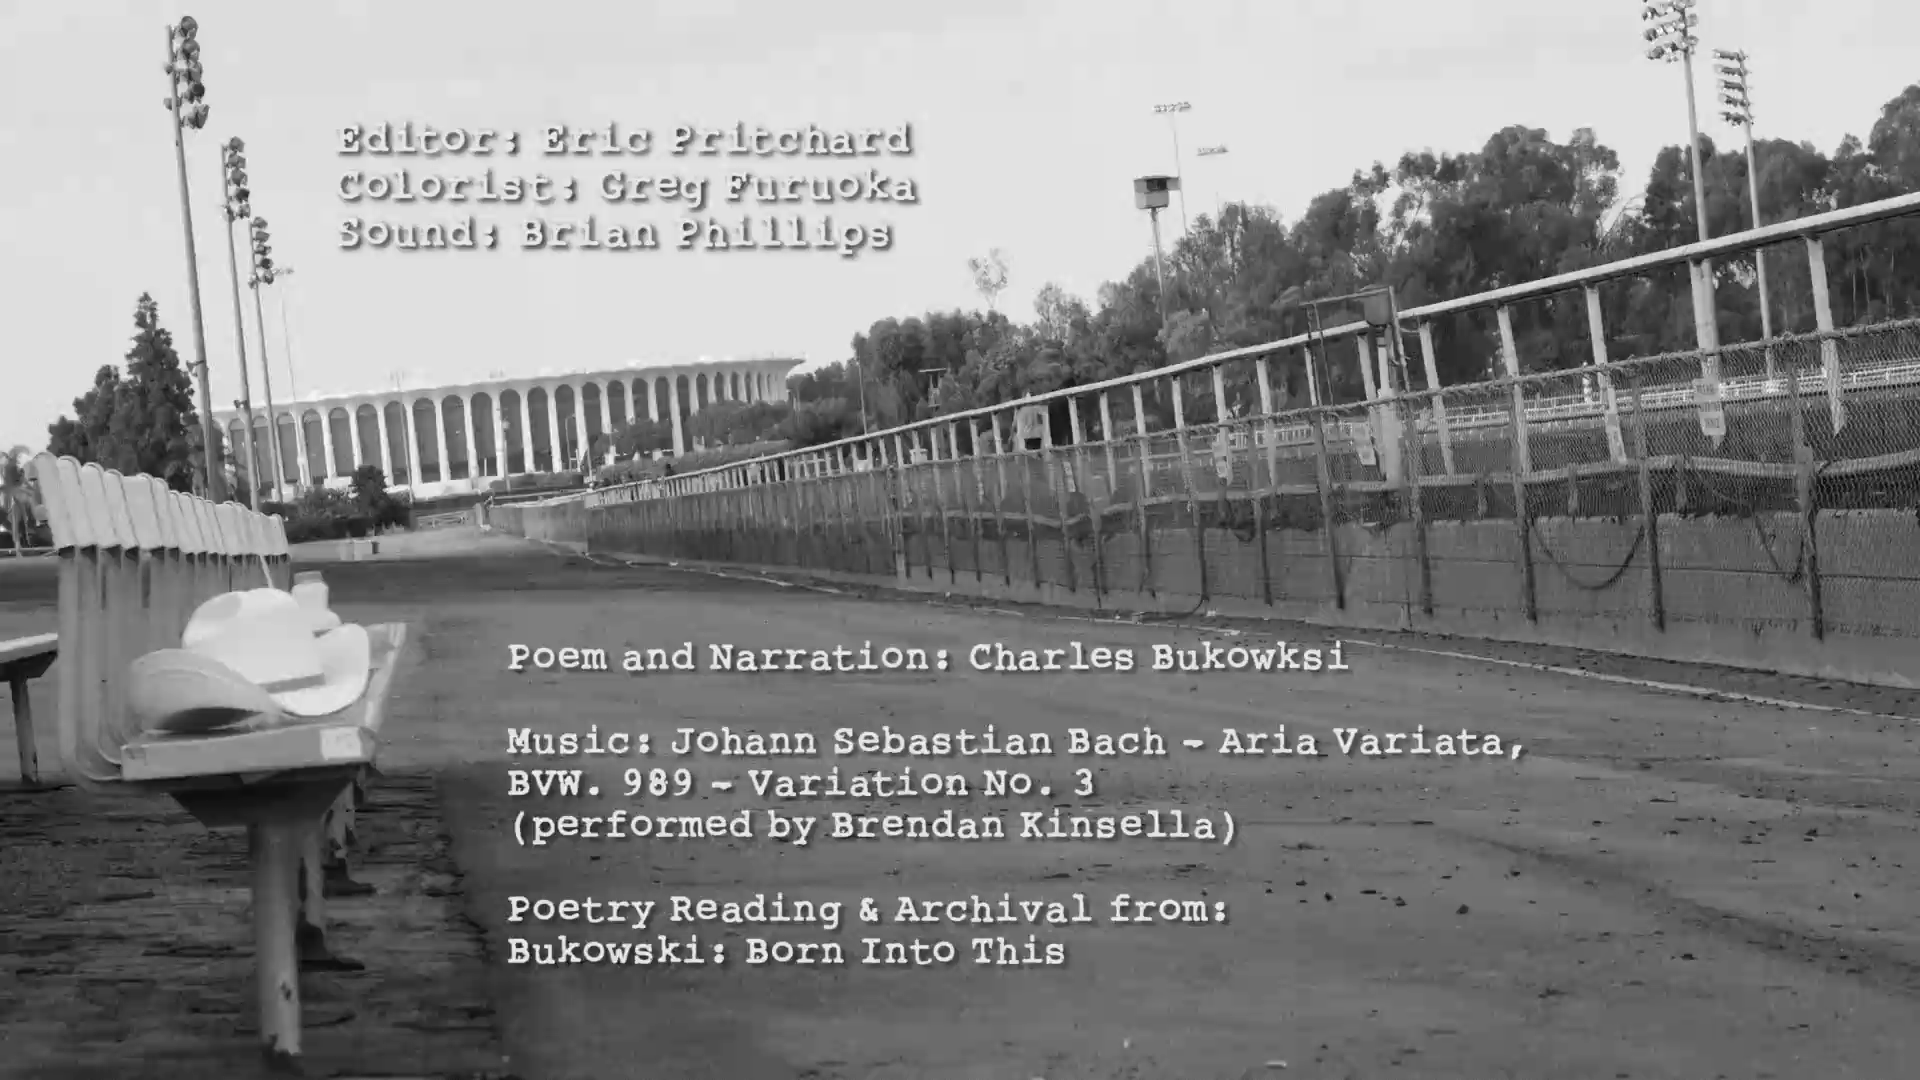 Editor: Eric Pritchard
Colorist: Greg Furuoka
Sound: Brian Phillips
Poem and Narration: Charles Bukowksi
Music: Johann Sebastian Bach - Aria Variata,
BVW. 989 - Variation No. 3
(performed by Brendan Kinsella)
Poetry Reading & Archival from:
Bukowski: Born Into This